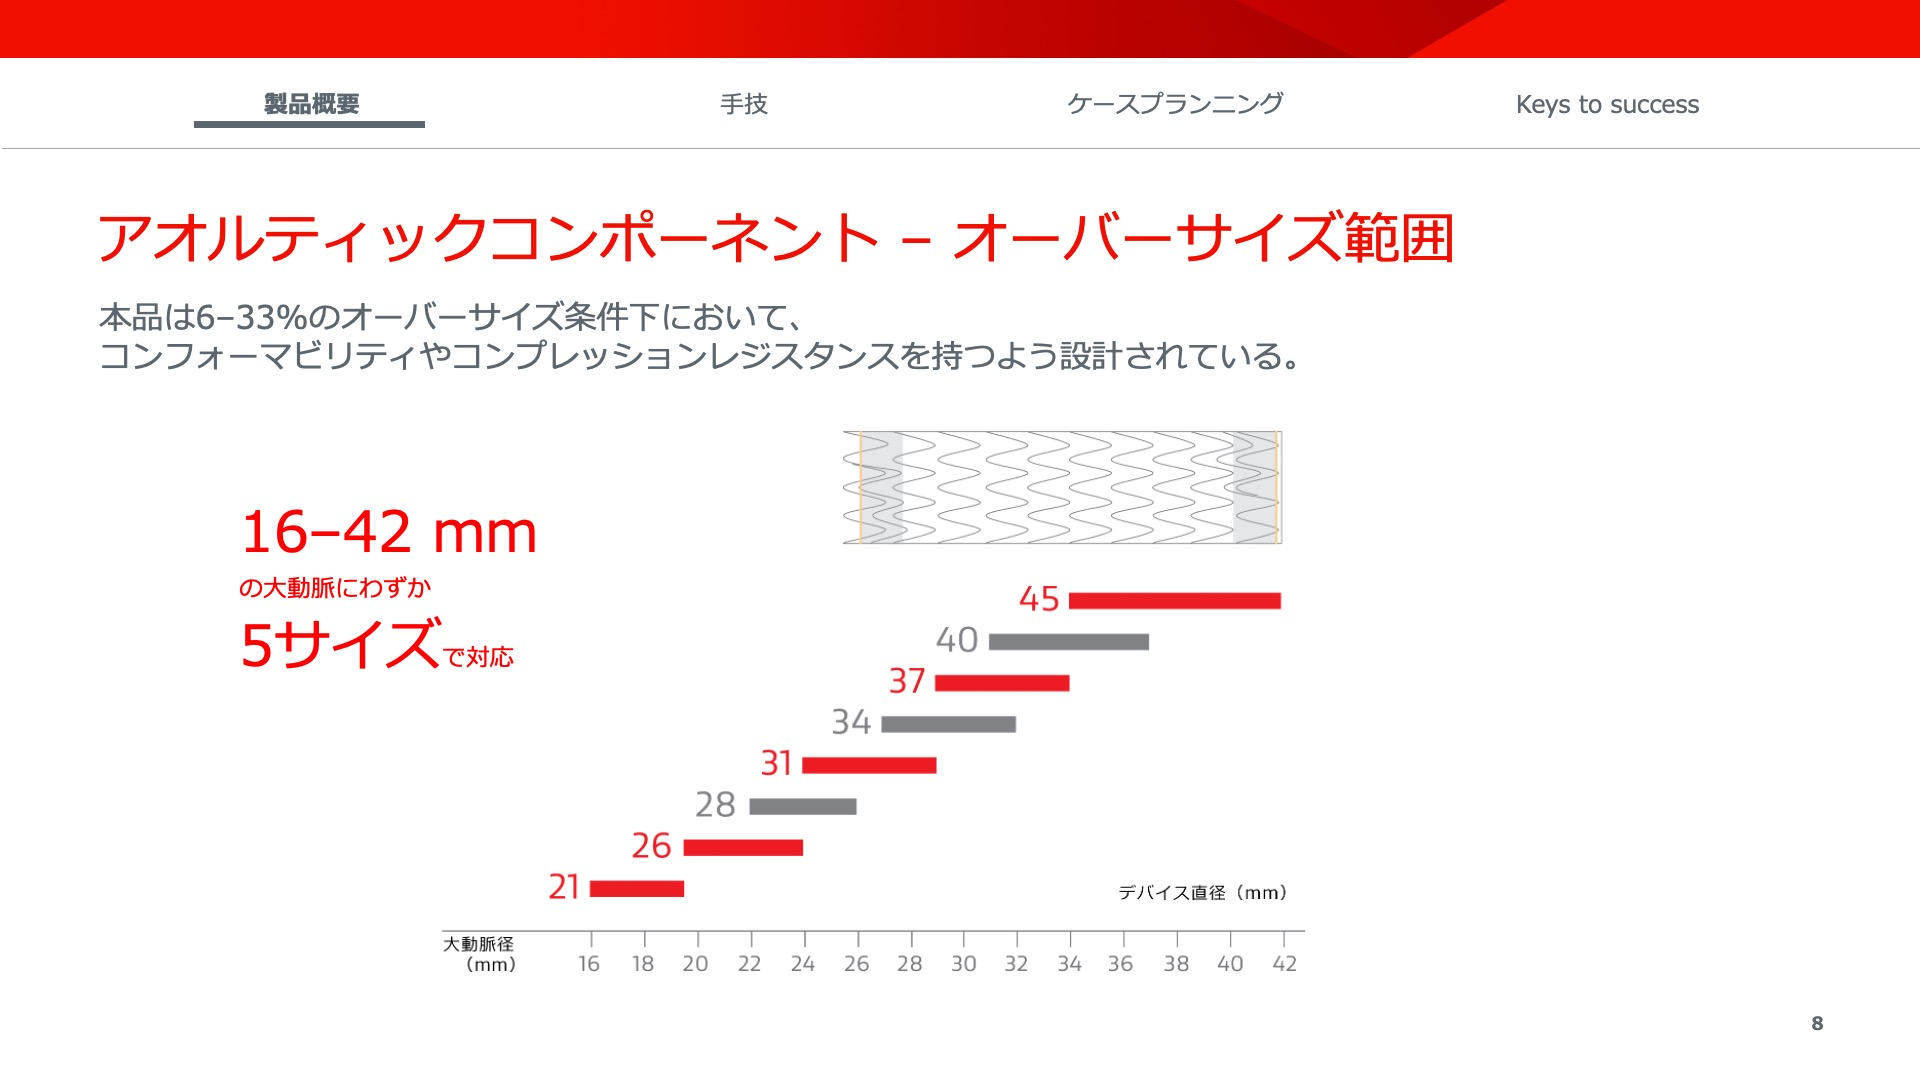 製品概要
手技
ケースプランニング
Keys to success
アオルティックコンポーネント – オーバーサイズ範囲
本品は6–33%のオーバーサイズ条件下において、
コンフォーマビリティやコンプレッションレジスタンスを持つよう設計されている。
16–42 mm
の大動脈にわずか
5サイズで対応
45
40
37
34
31
28
26
21
デバイス直径（mm）
大動脈径
（mm）
16 18 20 22 24 26 28 30 32 34 36 38 40 42
8